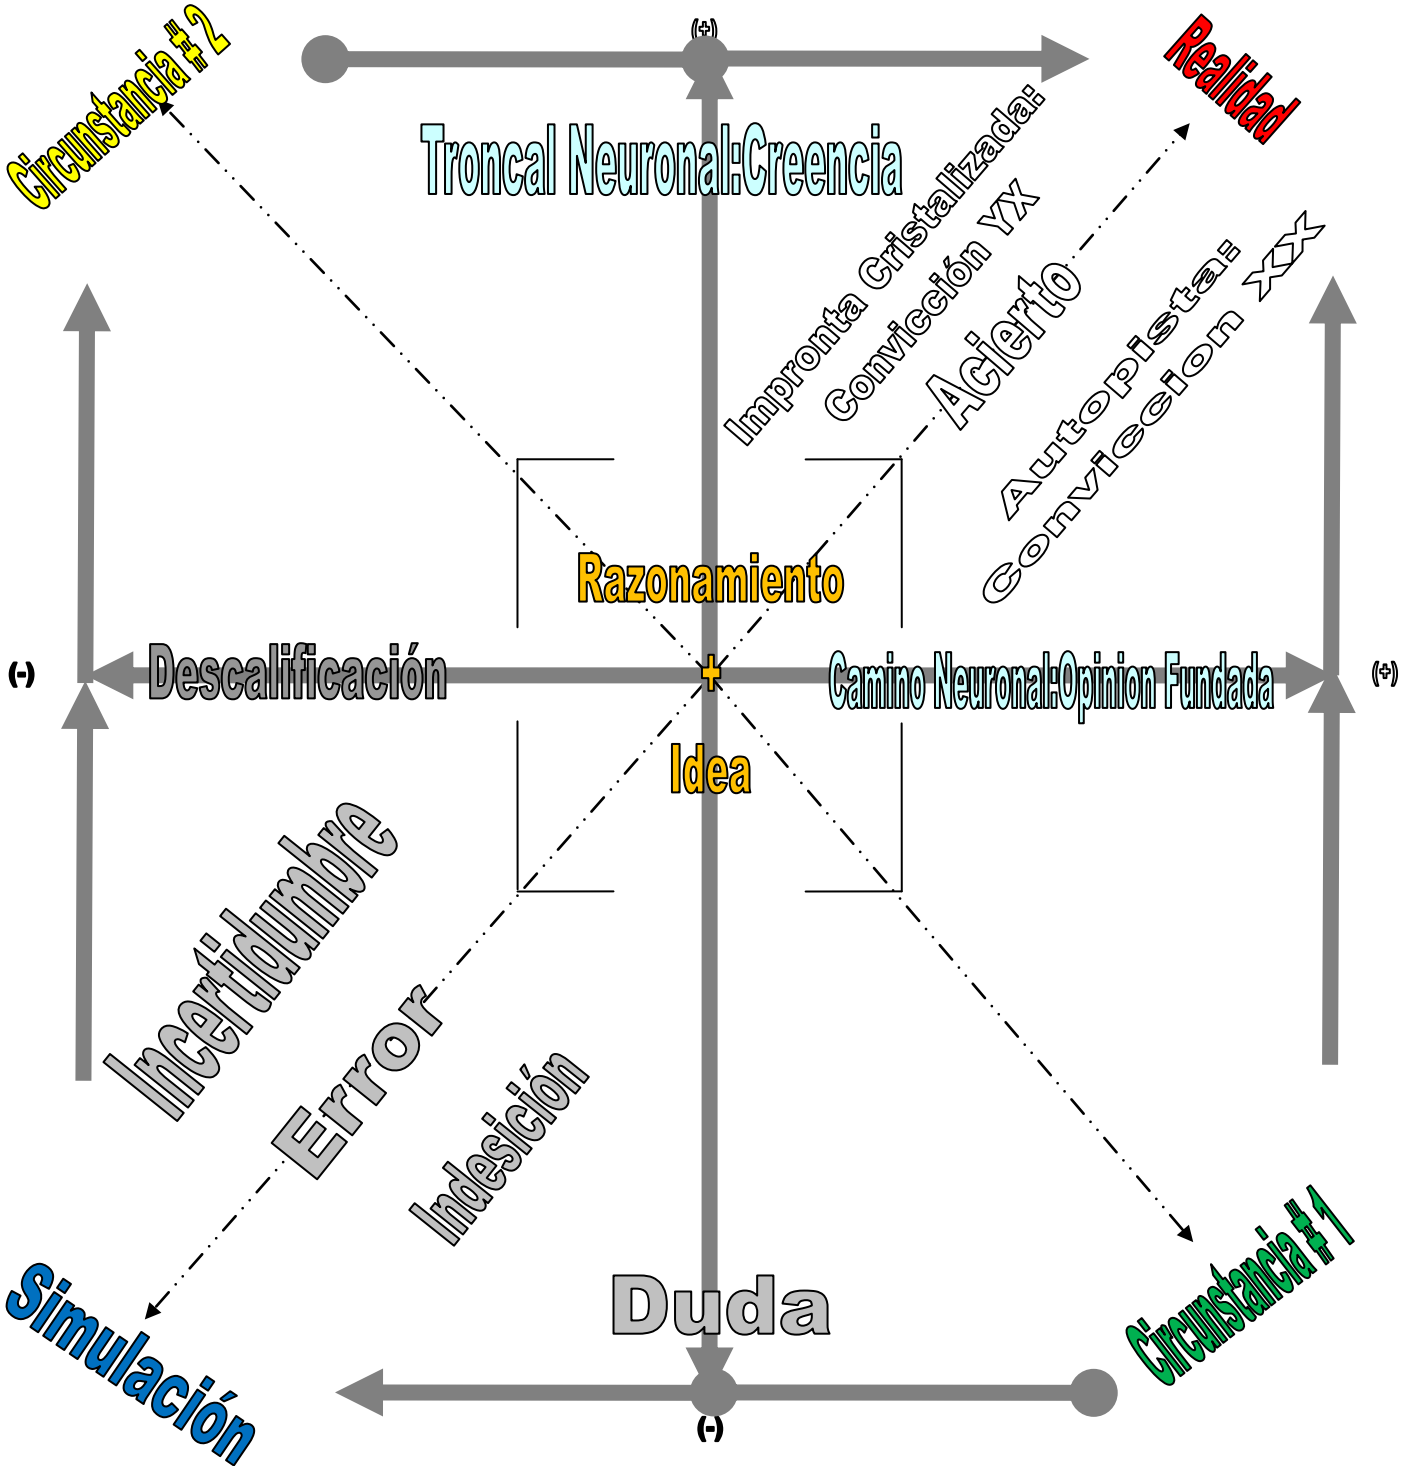 (+)
Circunstancia # 2
Realidad
Troncal Neuronal:Creencia
Impronta Cristalizada:
Convicción YX
Acierto
Autopista:
Conviccion XX
Razonamiento
(-)
Descalificación
+
Camino Neuronal:Opinion Fundada
(+)
Idea
Incertidumbre
Error
Indesición
Simulación
Duda
Circunstancia # 1
(-)